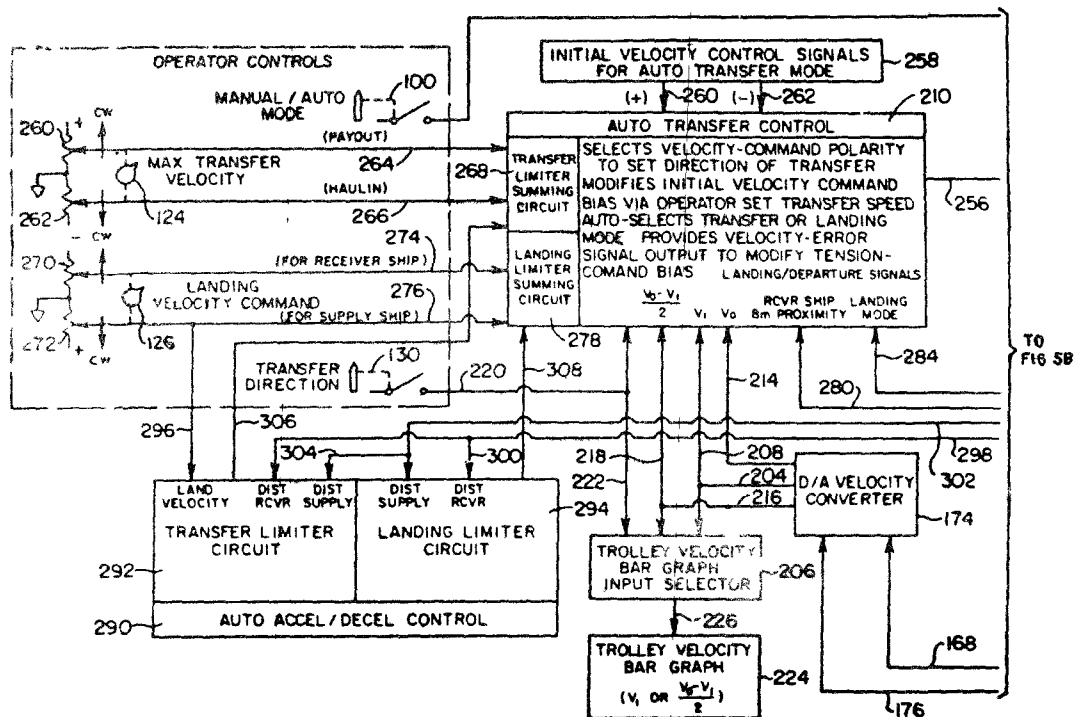 OPERATOR CONTROLS
MANUAL / AUTO
MODE
100
(PAYOUT)
264
260
+
CW
MAX TRANSFER
VELOCITY
124
(HAULIN)
266
262
-
CW
270
-
CW
(FOR RECEIVER SHIP)
274
LANDING
VELOCITY COMMAND
(FOR SUPPLY SHIP)
276
126
272
+
CW
TRANSFER
DIRECTION
130
220
INITIAL VELOCITY CONTROL SIGNALS
FOR AUTO TRANSFER MODE
258
(+)
260
(-)
262
210
AUTO TRANSFER CONTROL
268
TRANSFER
LIMITER
SUMMING
CIRCUIT
LANDING
LIMITER
SUMMING
CIRCUIT
278
SELECTS VELOCITY-COMMAND POLARITY
TO SET DIRECTION OF TRANSFER
MODIFIES INITIAL VELOCITY COMMAND
BIAS VIA OPERATOR SET TRANSFER SPEED
AUTO-SELECTS TRANSFER OR LANDING
MODE PROVIDES VELOCITY-ERROR
SIGNAL OUTPUT TO MODIFY TENSION-
COMAND BIAS LANDING/DEPARTURE SIGNALS
V₀-V₁
2
V₁
V₀
RCVR SHIP
8m PROXIMITY
LANDING
MODE
256
TO
FIG 5B
284
214
280
308
296
306
304
300
218
222
208
204
216
298
302
LAND
VELOCITY
DIST
RCVR
DIST
SUPPLY
TRANSFER LIMITER
CIRCUIT
292
DIST
SUPPLY
DIST
RCVR
LANDING LIMITER
CIRCUIT
294
290
AUTO ACCEL / DECEL CONTROL
D/A VELOCITY
CONVERTER
174
TROLLEY VELOCITY
BAR GRAPH
INPUT SELECTOR
206
226
TROLLEY VELOCITY
BAR GRAPH
(V₁ OR V₀-V₁
2)
224
168
176